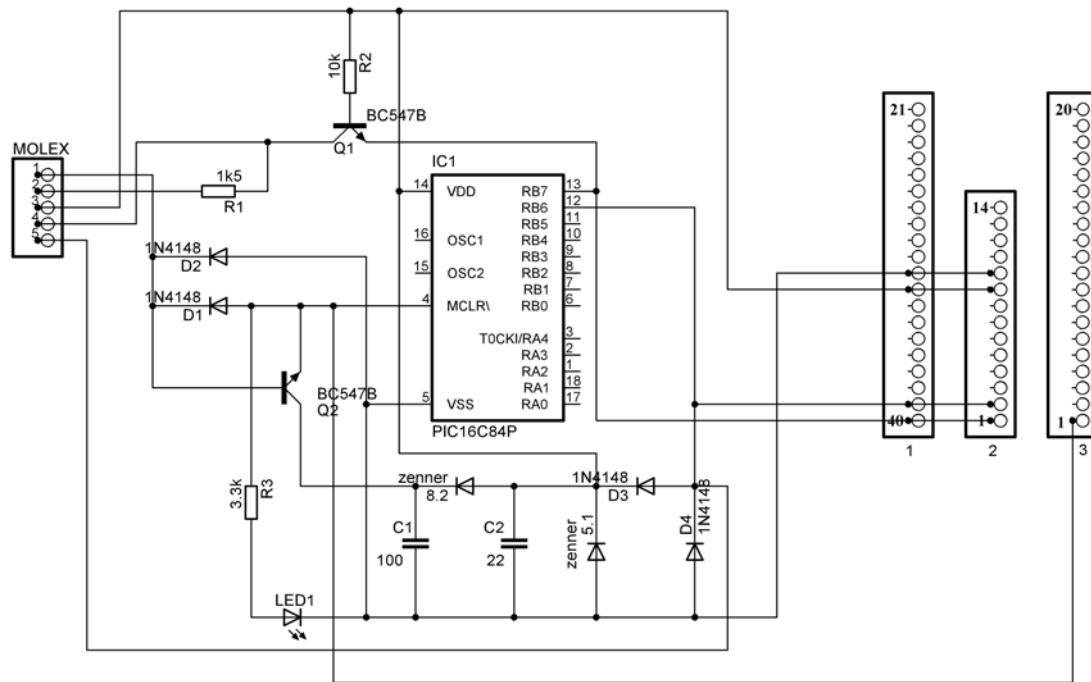 10k
R2
BC547B
Q1
MOLEX
1
2
3
4
5
1k5
R1
1N4148
D2
1N4148
D1
BC547B
Q2
IC1
14
VDD
RB7
13
RB6
12
RB5
11
16
OSC1
RB4
10
RB3
9
15
OSC2
RB2
8
RB1
7
4
MCLR\
RB0
6
T0CKI/RA4
3
RA3
2
RA2
1
RA1
18
5
VSS
RA0
17
PIC16C84P
21
40
1
14
1
2
20
1
3
3.3k
R3
zenner
8.2
1N4148
D3
C1
100
C2
22
zenner
5.1
D4
1N4148
LED1